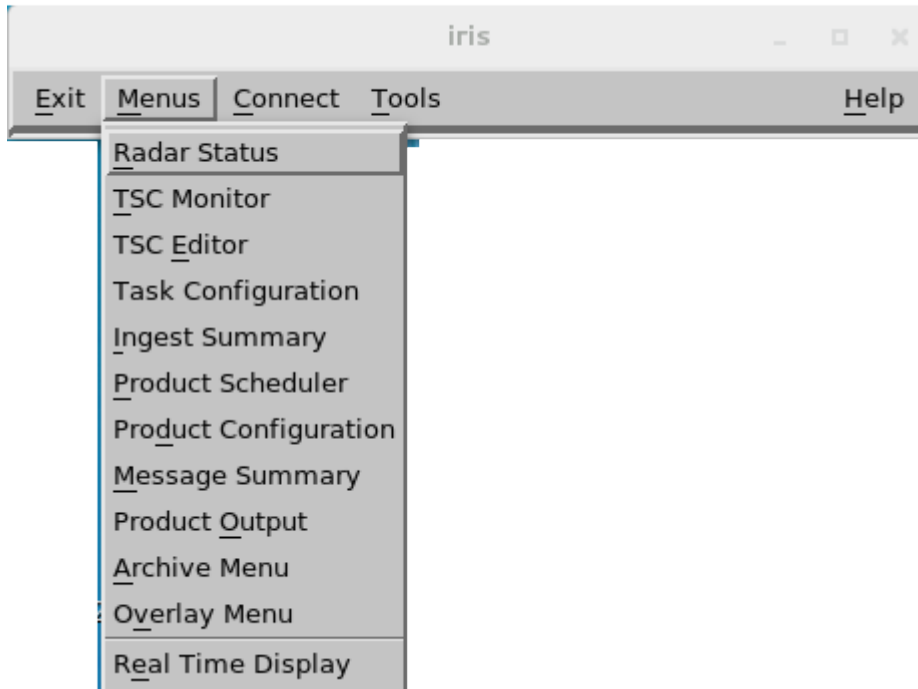 iris
Exit Menus Connect Tools Help
Radar Status
TSC Monitor
TSC Editor
Task Configuration
Ingest Summary
Product Scheduler
Product Configuration
Message Summary
Product Output
Archive Menu
Overlay Menu
Real Time Display